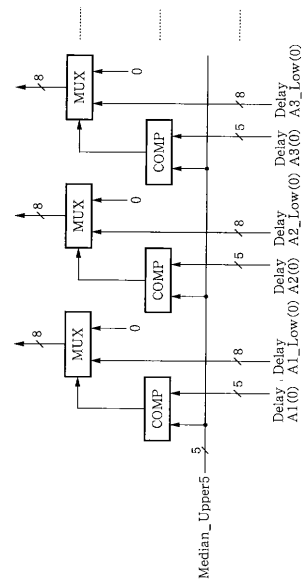 8
8
8
MUX
MUX
MUX
0
0
0
COMP
COMP
COMP
Median_Upper5
5
5
8
5
8
5
8
Delay
A1(0)
Delay
A1_Low(0)
Delay
A2(0)
Delay
A2_Low(0)
Delay
A3(0)
Delay
A3_Low(0)